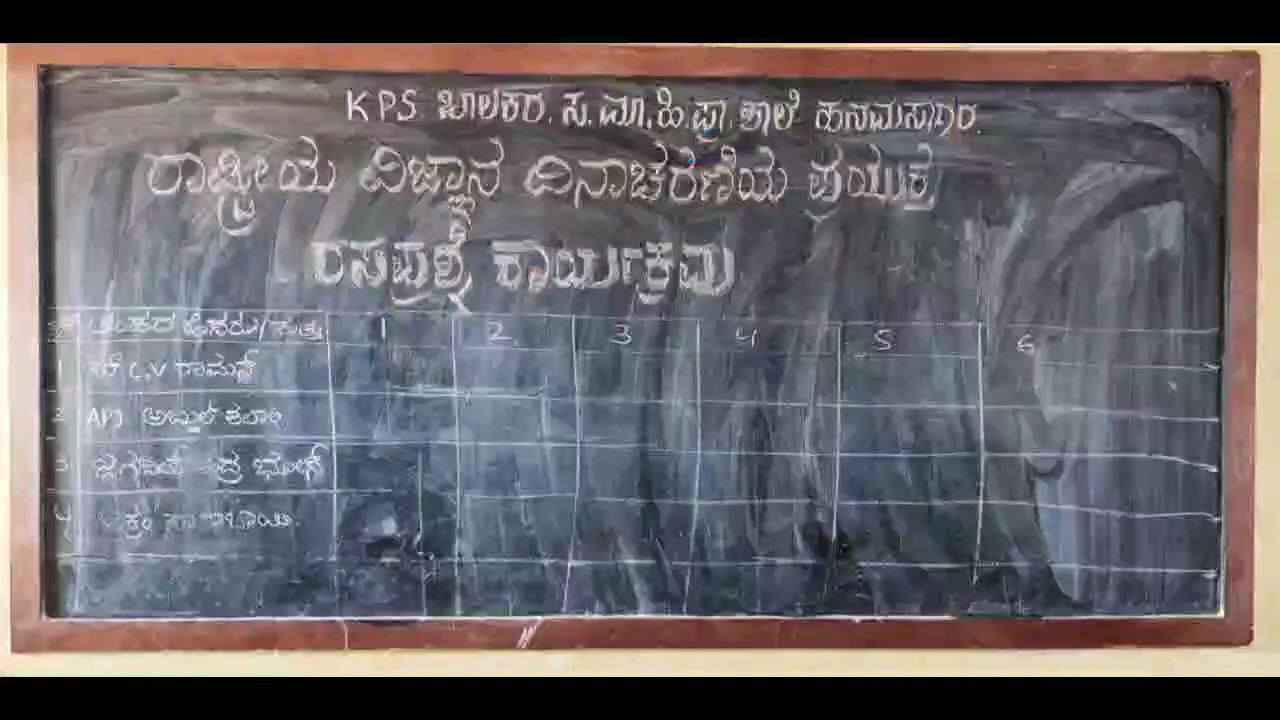 KPS ಬಾಲಕರ. ಸ.ಮಾ.ಹಿ.ಪ್ರಾ.ಶಾಲೆ ಹನಮಸಾಗರ.
ರಾಷ್ಟ್ರೀಯ ವಿಜ್ಞಾನ ದಿನಾಚರಣೆಯ ಪ್ರಯುಕ್ತ
ರಸಪ್ರಶ್ನೆ ಕಾರ್ಯಕ್ರಮ
ಹೆಸರು/ಸುತ್ತು 1 2 3 4 5 6
1 ಸರ್ C.V ರಾಮನ್
2 APJ ಅಬ್ದುಲ್ ಕಲಾಂ
3 ಜಗದೀಶ ಚಂದ್ರ ಭೋಸ್
4 ವಿಕ್ರಂ ಸಾರಾಬಾಯಿ.